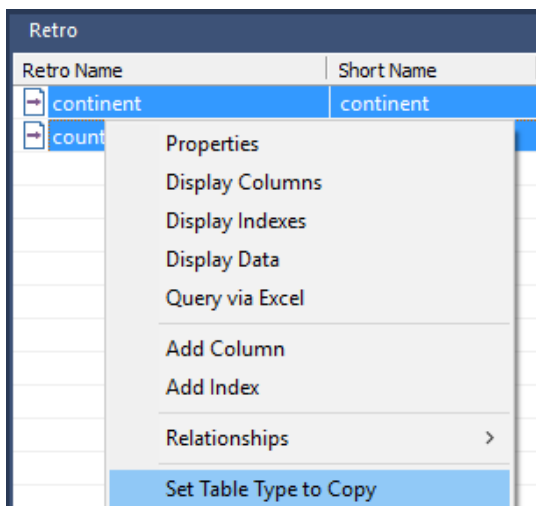 Retro
Retro Name Short Name
continent continent
count
Properties
Display Columns
Display Indexes
Display Data
Query via Excel
Add Column
Add Index
Relationships
Set Table Type to Copy